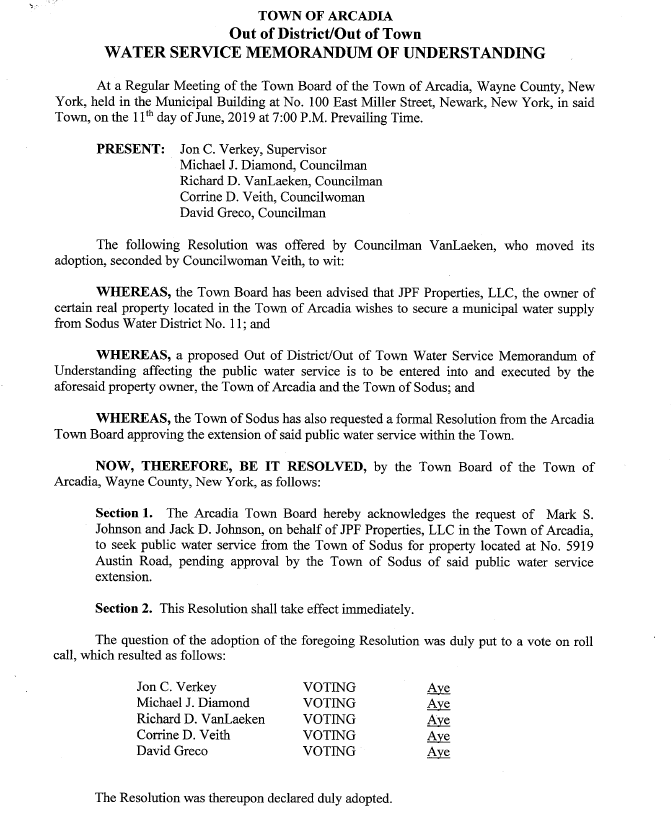 TOWN OF ARCADIA
Out of District/Out of Town
WATER SERVICE MEMORANDUM OF UNDERSTANDING
At a Regular Meeting of the Town Board of the Town of Arcadia, Wayne County, New
York, held in the Municipal Building at No. 100 East Miller Street, Newark, New York, in said
Town, on the 11th day of June, 2019 at 7:00 P.M. Prevailing Time.
PRESENT: Jon C. Verkey, Supervisor
Michael J. Diamond, Councilman
Richard D. VanLaeken, Councilman
Corrine D. Veith, Councilwoman
David Greco, Councilman
The following Resolution was offered by Councilman VanLaeken, who moved its
adoption, seconded by Councilwoman Veith, to wit:
WHEREAS, the Town Board has been advised that JPF Properties, LLC, the owner of
certain real property located in the Town of Arcadia wishes to secure a municipal water supply
from Sodus Water District No. 11; and
WHEREAS, a proposed Out of District/Out of Town Water Service Memorandum of
Understanding affecting the public water service is to be entered into and executed by the
aforesaid property owner, the Town of Arcadia and the Town of Sodus; and
WHEREAS, the Town of Sodus has also requested a formal Resolution from the Arcadia
Town Board approving the extension of said public water service within the Town.
NOW, THEREFORE, BE IT RESOLVED, by the Town Board of the Town of
Arcadia, Wayne County, New York, as follows:
Section 1. The Arcadia Town Board hereby acknowledges the request of Mark S.
Johnson and Jack D. Johnson, on behalf of JPF Properties, LLC in the Town of Arcadia,
to seek public water service from the Town of Sodus for property located at No. 5919
Austin Road, pending approval by the Town of Sodus of said public water service
extension.
Section 2. This Resolution shall take effect immediately.
The question of the adoption of the foregoing Resolution was duly put to a vote on roll
call, which resulted as follows:
Jon C. Verkey VOTING Aye
Michael J. Diamond VOTING Aye
Richard D. VanLaeken VOTING Aye
Corrine D. Veith VOTING Aye
David Greco VOTING Aye
The Resolution was thereupon declared duly adopted.